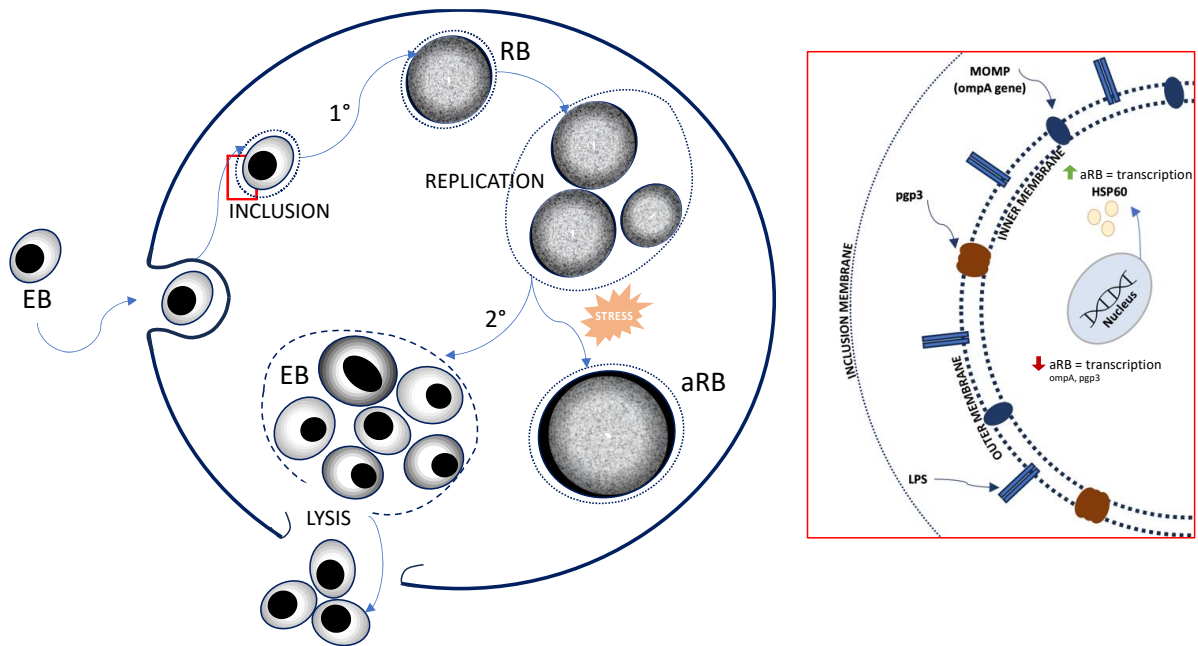 RB
1°
REPLICATION
INCLUSION
EB
2°
STRESS
EB
aRB
LYSIS
MOMP
(ompA gene)
aRB = transcription
HSP60
pgp3
INNER MEMBRANE
INCLUSION MEMBRANE
Nucleus
aRB = transcription
ompA, pgp3
OUTER MEMBRANE
LPS